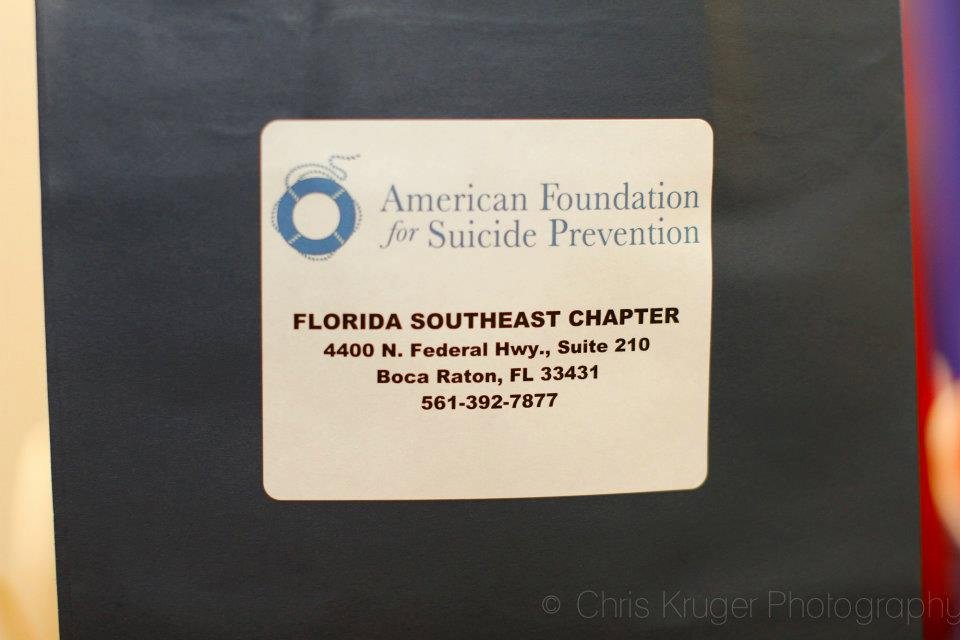 American Foundation
for Suicide Prevention
FLORIDA SOUTHEAST CHAPTER
4400 N. Federal Hwy., Suite 210
Boca Raton, FL 33431
561-392-7877
© Chris Kruger Photography